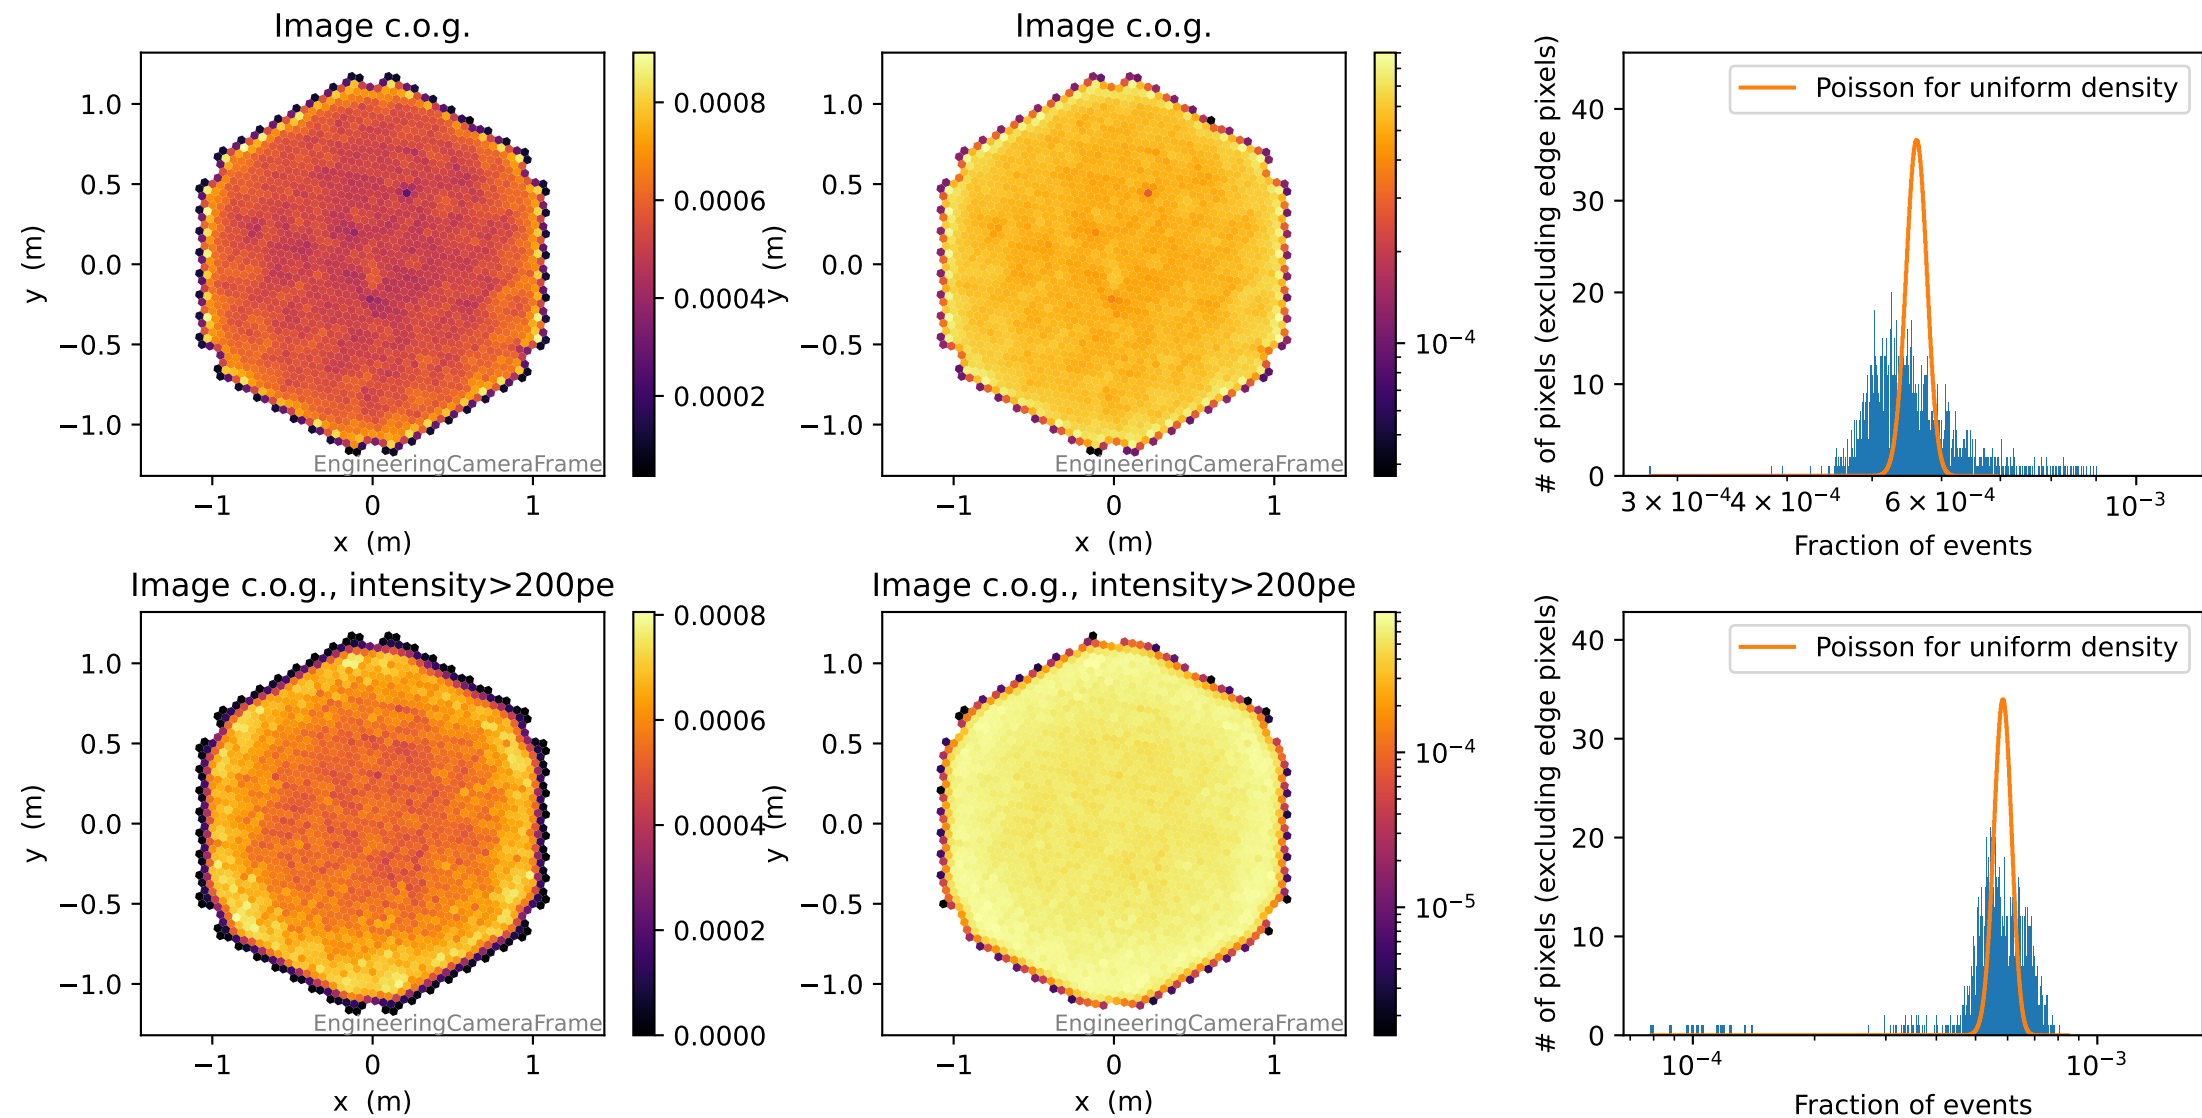 Image c.o.g.
1.0
0.5
0.0
−0.5
−1.0
y (m)
−1
0
1
x (m)
EngineeringCameraFrame
0.0008
0.0006
0.0004
0.0002
Image c.o.g.
1.0
0.5
0.0
−0.5
−1.0
y (m)
−1
0
1
x (m)
EngineeringCameraFrame
10⁻⁴
# of pixels (excluding edge pixels)
40
30
20
10
0
Poisson for uniform density
3 × 10⁻⁴
4 × 10⁻⁴
6 × 10⁻⁴
10⁻³
Fraction of events
Image c.o.g., intensity>200pe
1.0
0.5
0.0
−0.5
−1.0
y (m)
−1
0
1
x (m)
EngineeringCameraFrame
0.0008
0.0006
0.0004
0.0002
0.0000
Image c.o.g., intensity>200pe
1.0
0.5
0.0
−0.5
−1.0
y (m)
−1
0
1
x (m)
EngineeringCameraFrame
10⁻⁴
10⁻⁵
# of pixels (excluding edge pixels)
40
30
20
10
0
Poisson for uniform density
10⁻⁴
10⁻³
Fraction of events